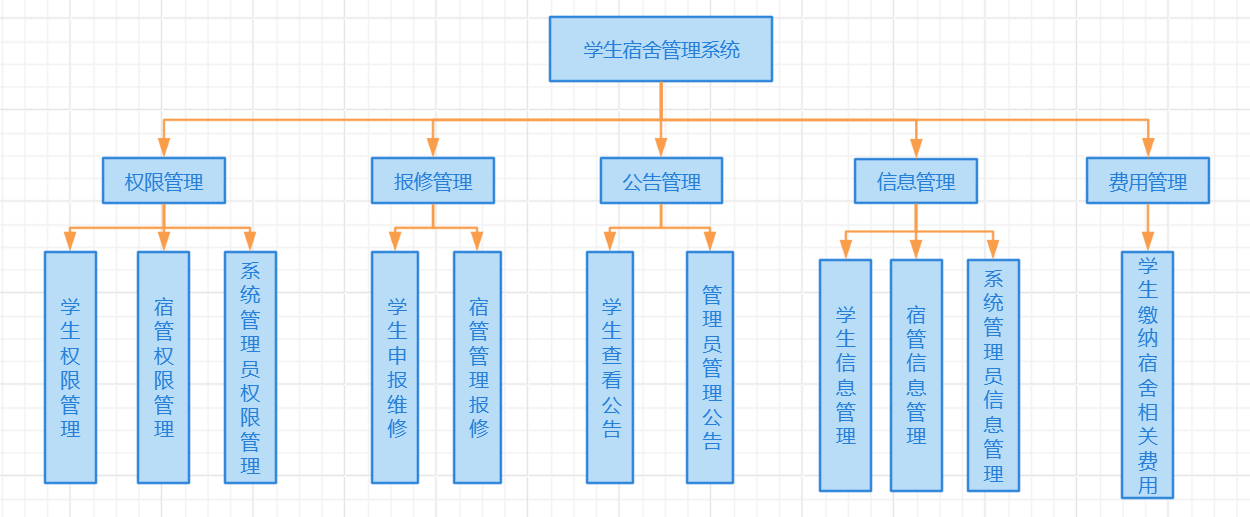 学生宿舍管理系统
权限管理
报修管理
公告管理
信息管理
费用管理
学生权限管理
宿管权限管理
系统管理员权限管理
学生申报维修
宿管管理报修
学生查看公告
管理员管理公告
学生信息管理
宿管信息管理
系统管理员信息管理
学生缴纳宿舍相关费用